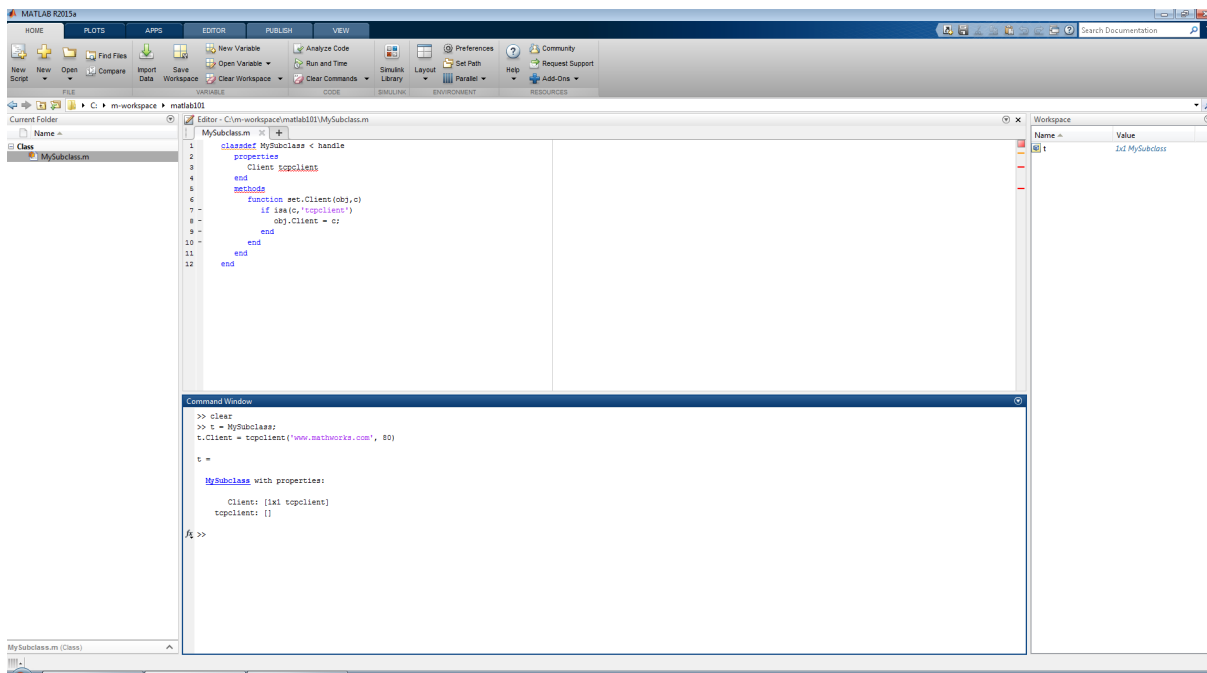 MATLAB R2015a
HOME PLOTS APPS EDITOR PUBLISH VIEW
Search Documentation
New Script
New
Open
Find Files
Compare
Import Data
Save Workspace
New Variable
Open Variable
Clear Workspace
Analyze Code
Run and Time
Clear Commands
Simulink Library
Layout
Preferences
Set Path
Parallel
Help
Community
Request Support
Add-Ons
FILE VARIABLE CODE SIMULINK ENVIRONMENT RESOURCES
C: m-workspace matlab101
Current Folder
Name
Class
MySubclass.m
Editor - C:\m-workspace\matlab101\MySubclass.m
MySubclass.m
1 classdef MySubclass < handle
2 properties
3 Client tcpclient
4 end
5 methods
6 function set.Client(obj,c)
7 - if isa(c,'tcpclient')
8 - obj.Client = c;
9 - end
10 - end
11 end
12 end
Command Window
>> clear
>> t = MySubclass;
t.Client = tcpclient('www.mathworks.com', 80)
t =
MySubclass with properties:
Client: [1x1 tcpclient]
tcpclient: []
fx >>
Workspace
Name Value
t 1x1 MySubclass
MySubclass.m (Class)